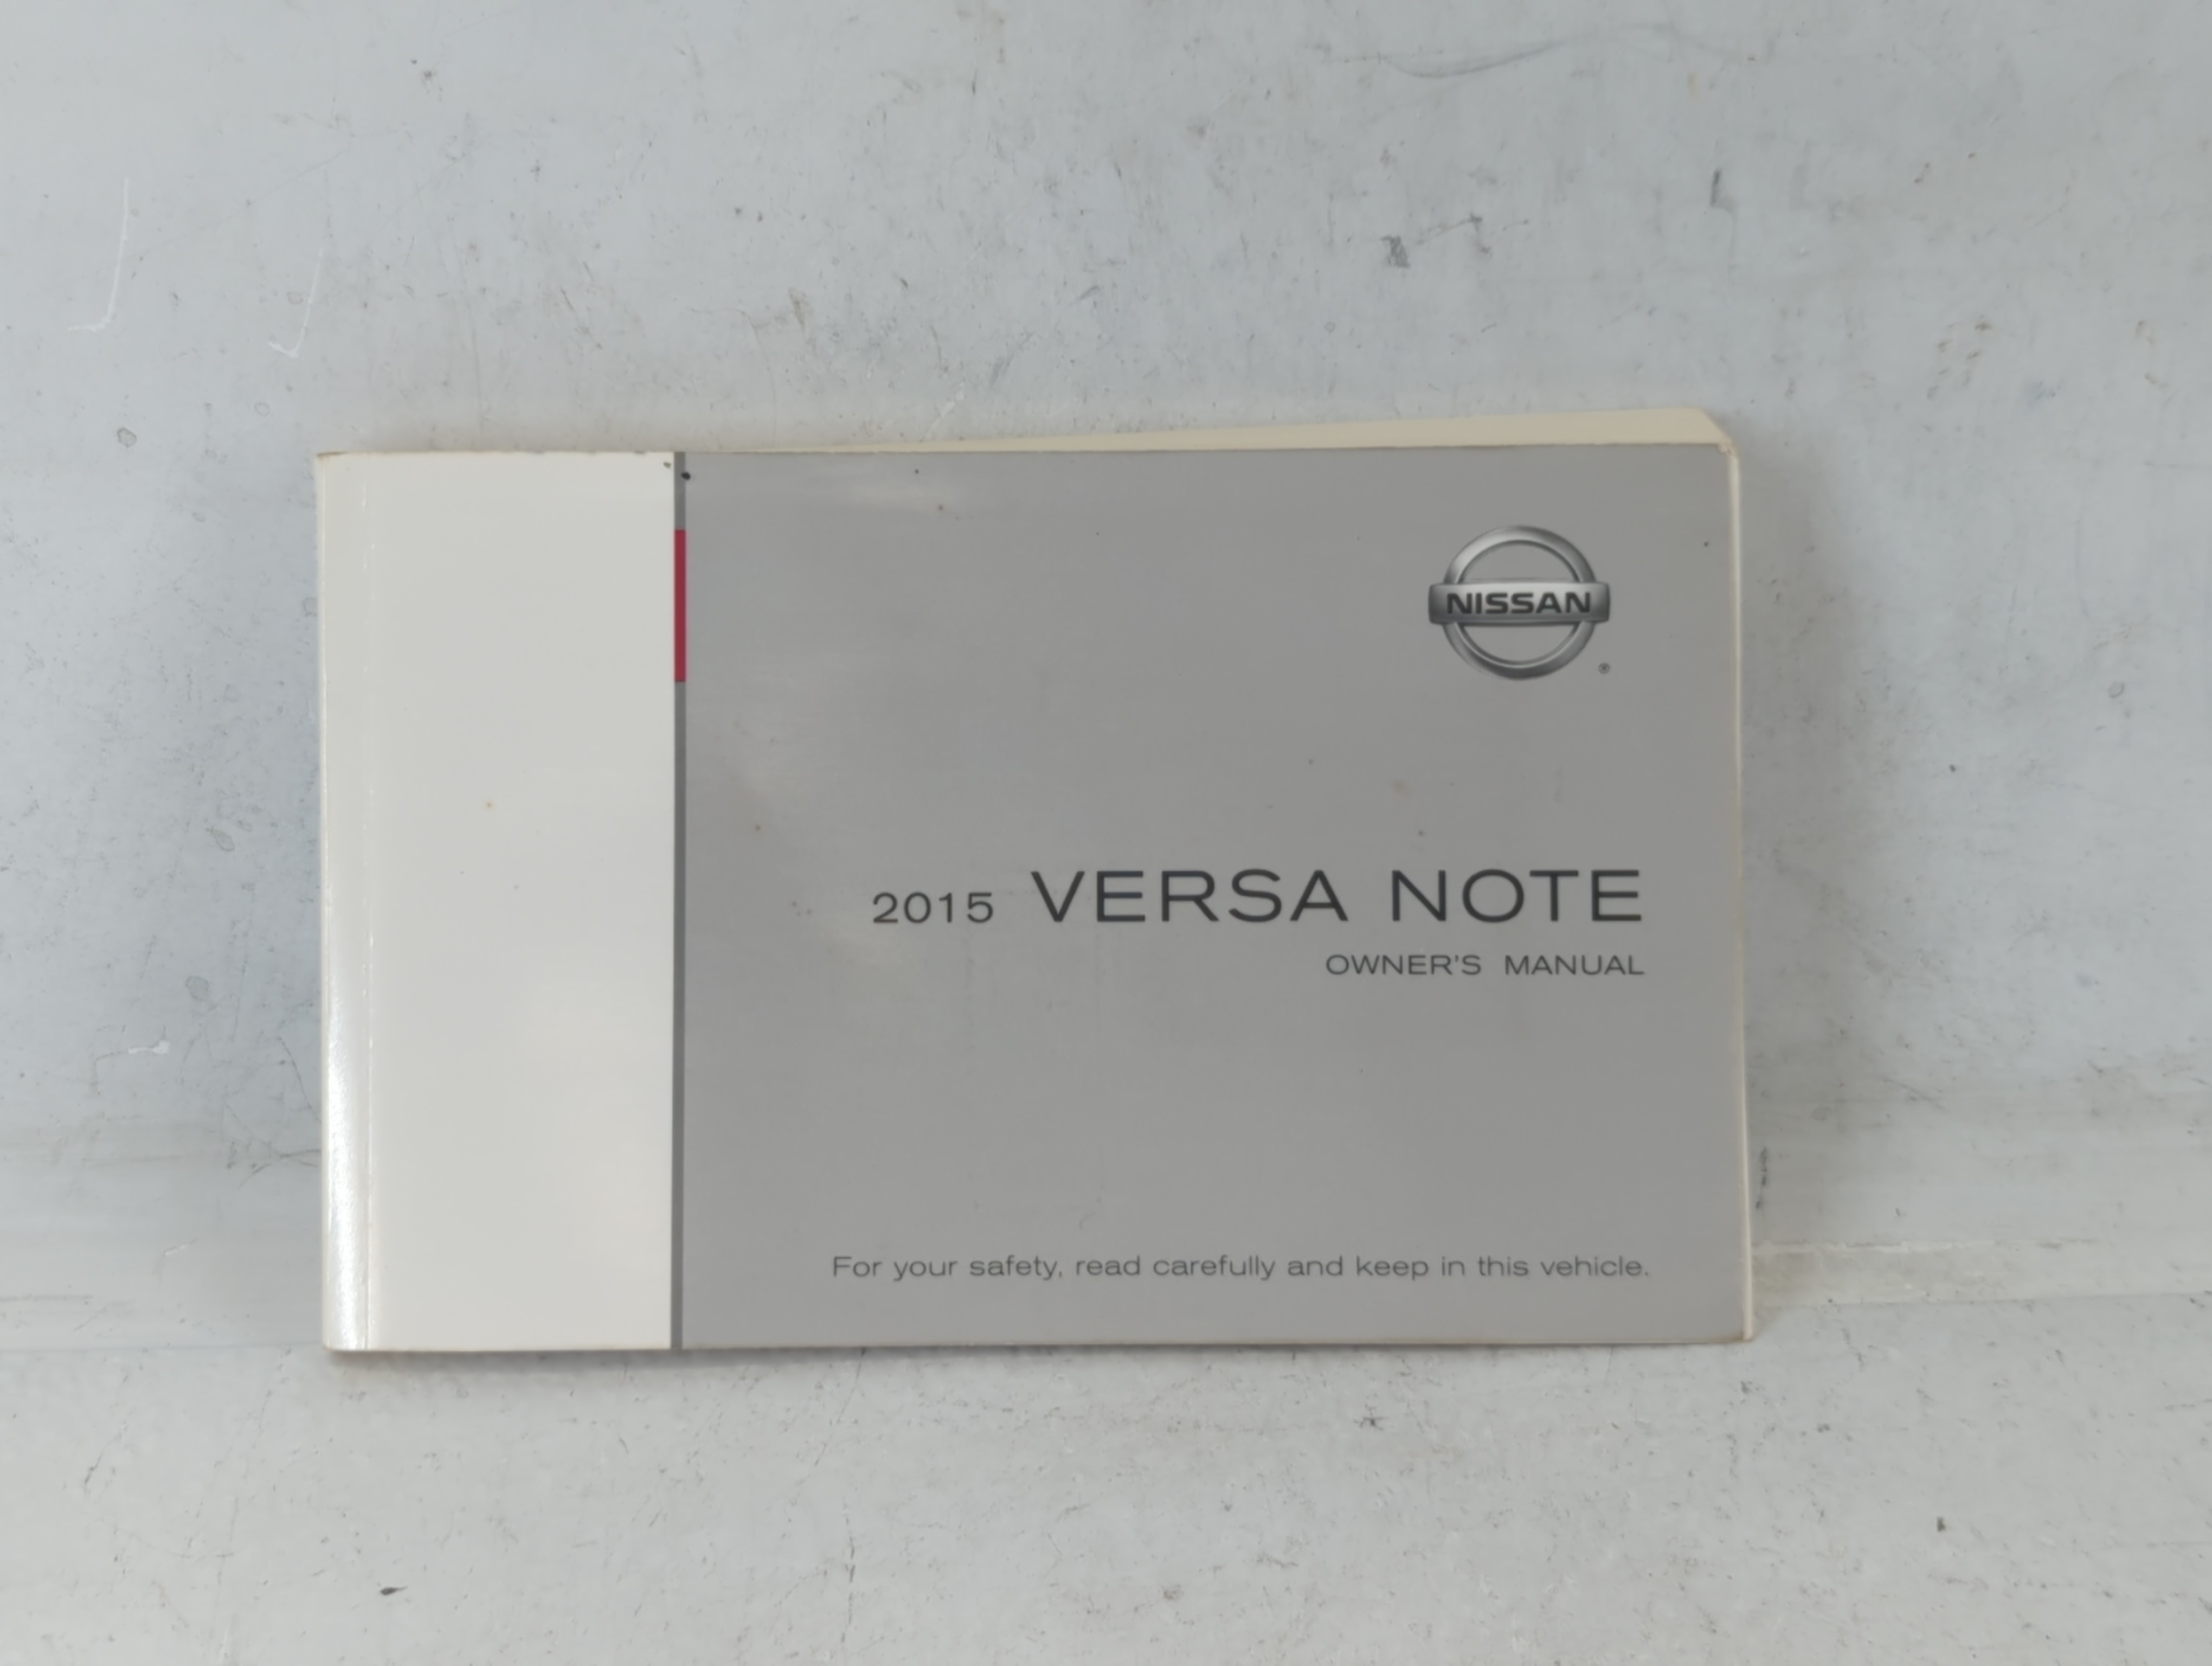 NISSAN
®
2015 VERSA NOTE
OWNER'S MANUAL
For your safety, read carefully and keep in this vehicle.